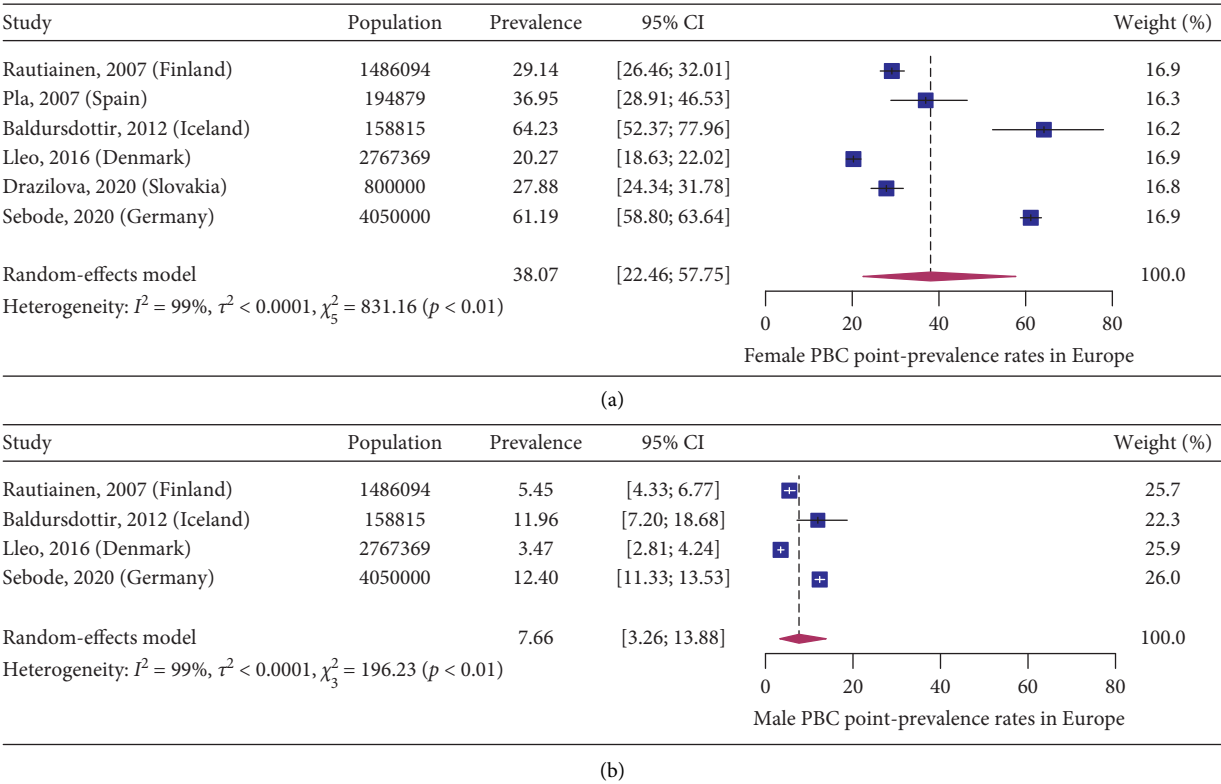 Study Population Prevalence 95% CI Weight (%)
Rautiainen, 2007 (Finland) 1486094 29.14 [26.46; 32.01] 16.9
Pla, 2007 (Spain) 194879 36.95 [28.91; 46.53] 16.3
Baldursdottir, 2012 (Iceland) 158815 64.23 [52.37; 77.96] 16.2
Lleo, 2016 (Denmark) 2767369 20.27 [18.63; 22.02] 16.9
Drazilova, 2020 (Slovakia) 800000 27.88 [24.34; 31.78] 16.8
Sebode, 2020 (Germany) 4050000 61.19 [58.80; 63.64] 16.9
Random-effects model 38.07 [22.46; 57.75] 100.0
Heterogeneity: I² = 99%, τ² < 0.0001, χ²₅ = 831.16 (p < 0.01)
0 20 40 60 80
Female PBC point-prevalence rates in Europe
(a)
Study Population Prevalence 95% CI Weight (%)
Rautiainen, 2007 (Finland) 1486094 5.45 [4.33; 6.77] 25.7
Baldursdottir, 2012 (Iceland) 158815 11.96 [7.20; 18.68] 22.3
Lleo, 2016 (Denmark) 2767369 3.47 [2.81; 4.24] 25.9
Sebode, 2020 (Germany) 4050000 12.40 [11.33; 13.53] 26.0
Random-effects model 7.66 [3.26; 13.88] 100.0
Heterogeneity: I² = 99%, τ² < 0.0001, χ²₃ = 196.23 (p < 0.01)
0 20 40 60 80
Male PBC point-prevalence rates in Europe
(b)